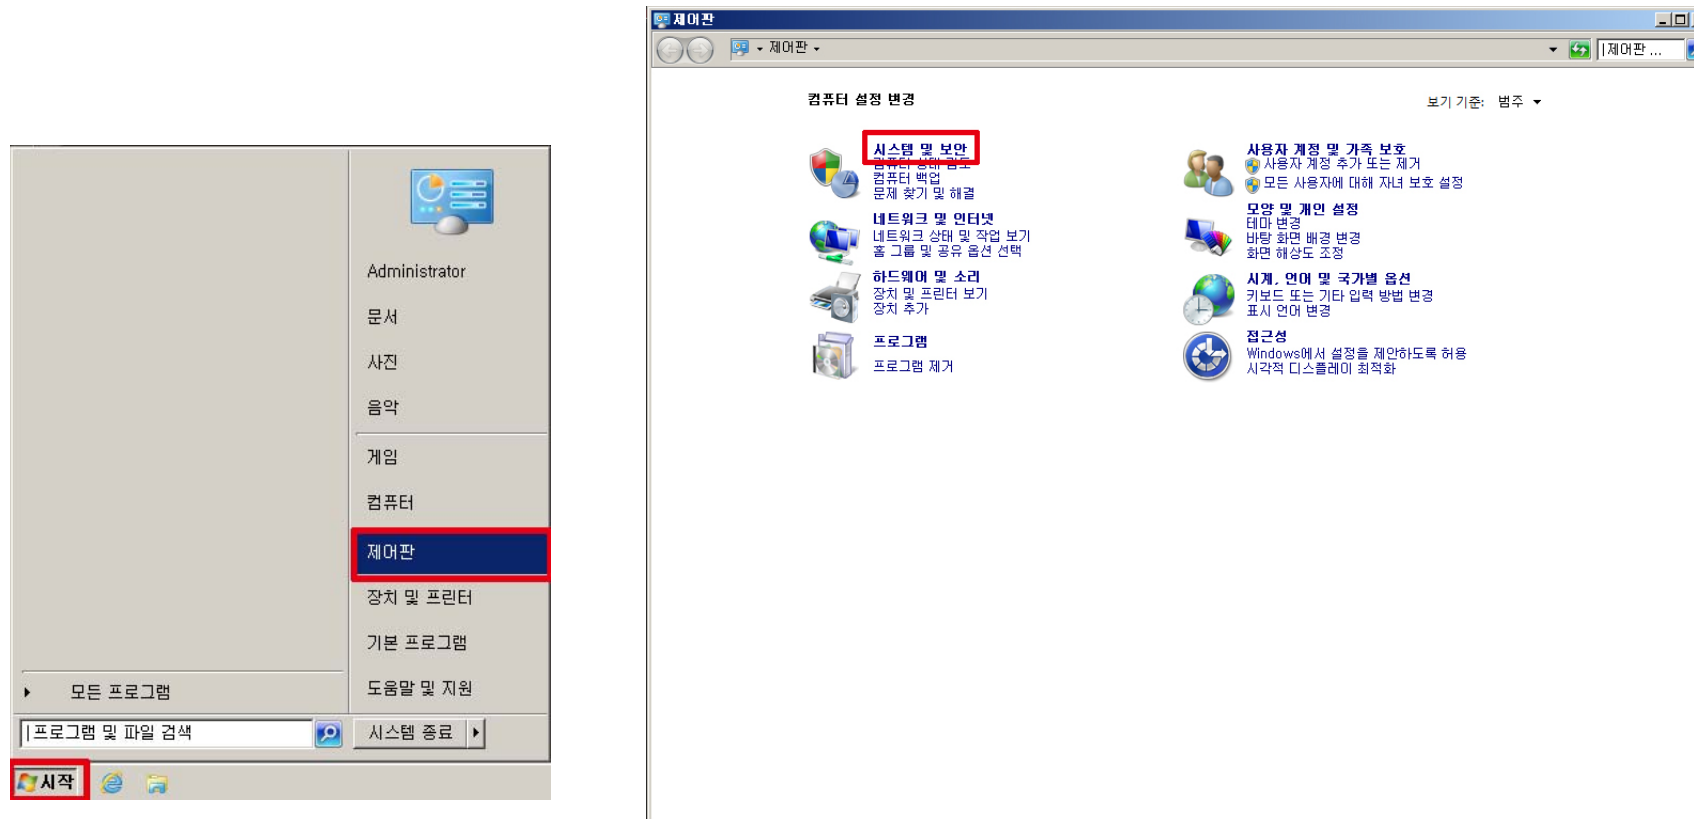 Administrator
문서
사진
음악
게임
컴퓨터
제어판
장치 및 프린터
기본 프로그램
도움말 및 지원
모든 프로그램
프로그램 및 파일 검색
시스템 종료
시작
제어판
제어판
제어판 ...
컴퓨터 설정 변경
보기 기준: 범주
시스템 및 보안
컴퓨터 상태 검토
컴퓨터 백업
문제 찾기 및 해결
네트워크 및 인터넷
네트워크 상태 및 작업 보기
홈 그룹 및 공유 옵션 선택
하드웨어 및 소리
장치 및 프린터 보기
장치 추가
프로그램
프로그램 제거
사용자 계정 및 가족 보호
사용자 계정 추가 또는 제거
모든 사용자에 대해 자녀 보호 설정
모양 및 개인 설정
테마 변경
바탕 화면 배경 변경
화면 해상도 조정
시계, 언어 및 국가별 옵션
키보드 또는 기타 입력 방법 변경
표시 언어 변경
접근성
Windows에서 설정을 제안하도록 허용
시각적 디스플레이 최적화